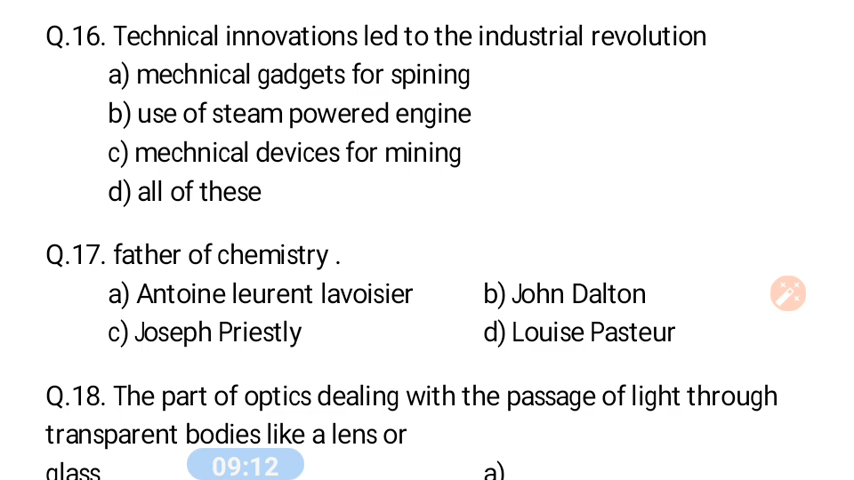 Q.16. Technical innovations led to the industrial revolution
a) mechnical gadgets for spining
b) use of steam powered engine
c) mechnical devices for mining
d) all of these
Q.17. father of chemistry .
a) Antoine leurent lavoisier b) John Dalton
c) Joseph Priestly d) Louise Pasteur
Q.18. The part of optics dealing with the passage of light through
transparent bodies like a lens or
glass a)
09:12